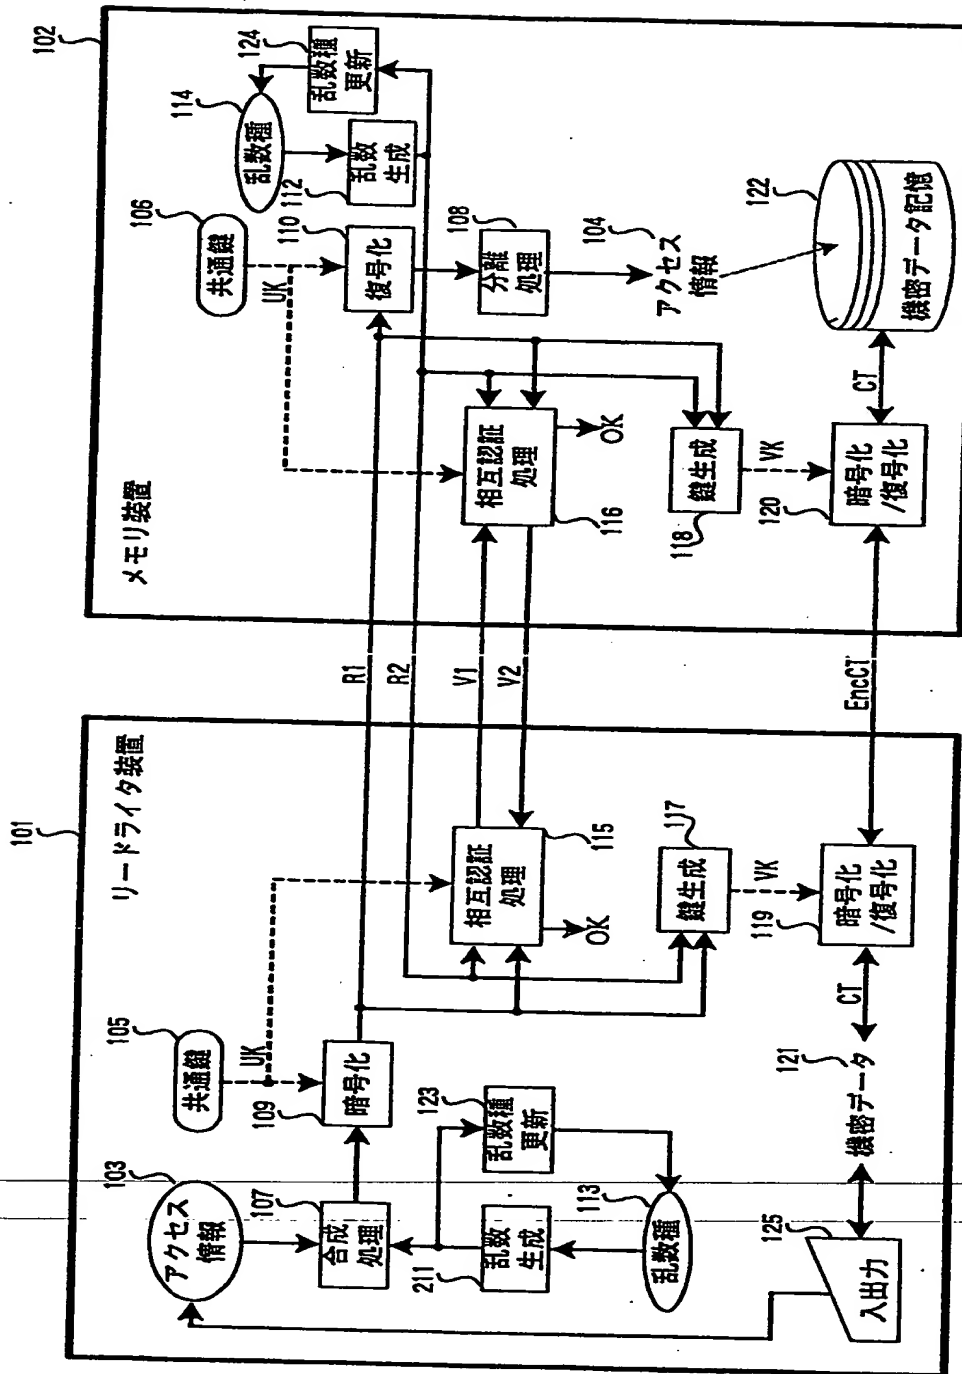 101
リードライタ装置
103
アクセス
情報
105
共通鍵
UK
107
合成
処理
109
暗号化
211
乱数
生成
123
乱数種
更新
113
乱数種
115
相互認証
処理
OK
117
鍵生成
VK
119
暗号化
/復号化
CT
121
機密データ
125
入出力
R1
R2
V1
V2
EncCT
102
メモリ装置
106
共通鍵
UK
114
乱数種
124
乱数種
更新
112
乱数
生成
110
復号化
108
分離
処理
104
アクセス
情報
116
相互認証
処理
OK
118
鍵生成
VK
120
暗号化
/復号化
CT
122
機密データ記憶